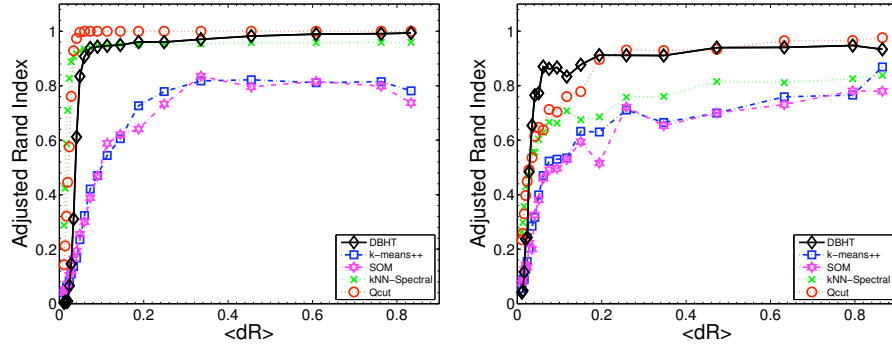 Adjusted Rand Index
1
0.8
0.6
0.4
0.2
0
0 0.2 0.4 0.6 0.8
<dR>
DBHT
k-means++
SOM
kNN-Spectral
Qcut
Adjusted Rand Index
1
0.8
0.6
0.4
0.2
0
0 0.2 0.4 0.6 0.8
<dR>
DBHT
k-means++
SOM
kNN-Spectral
Qcut